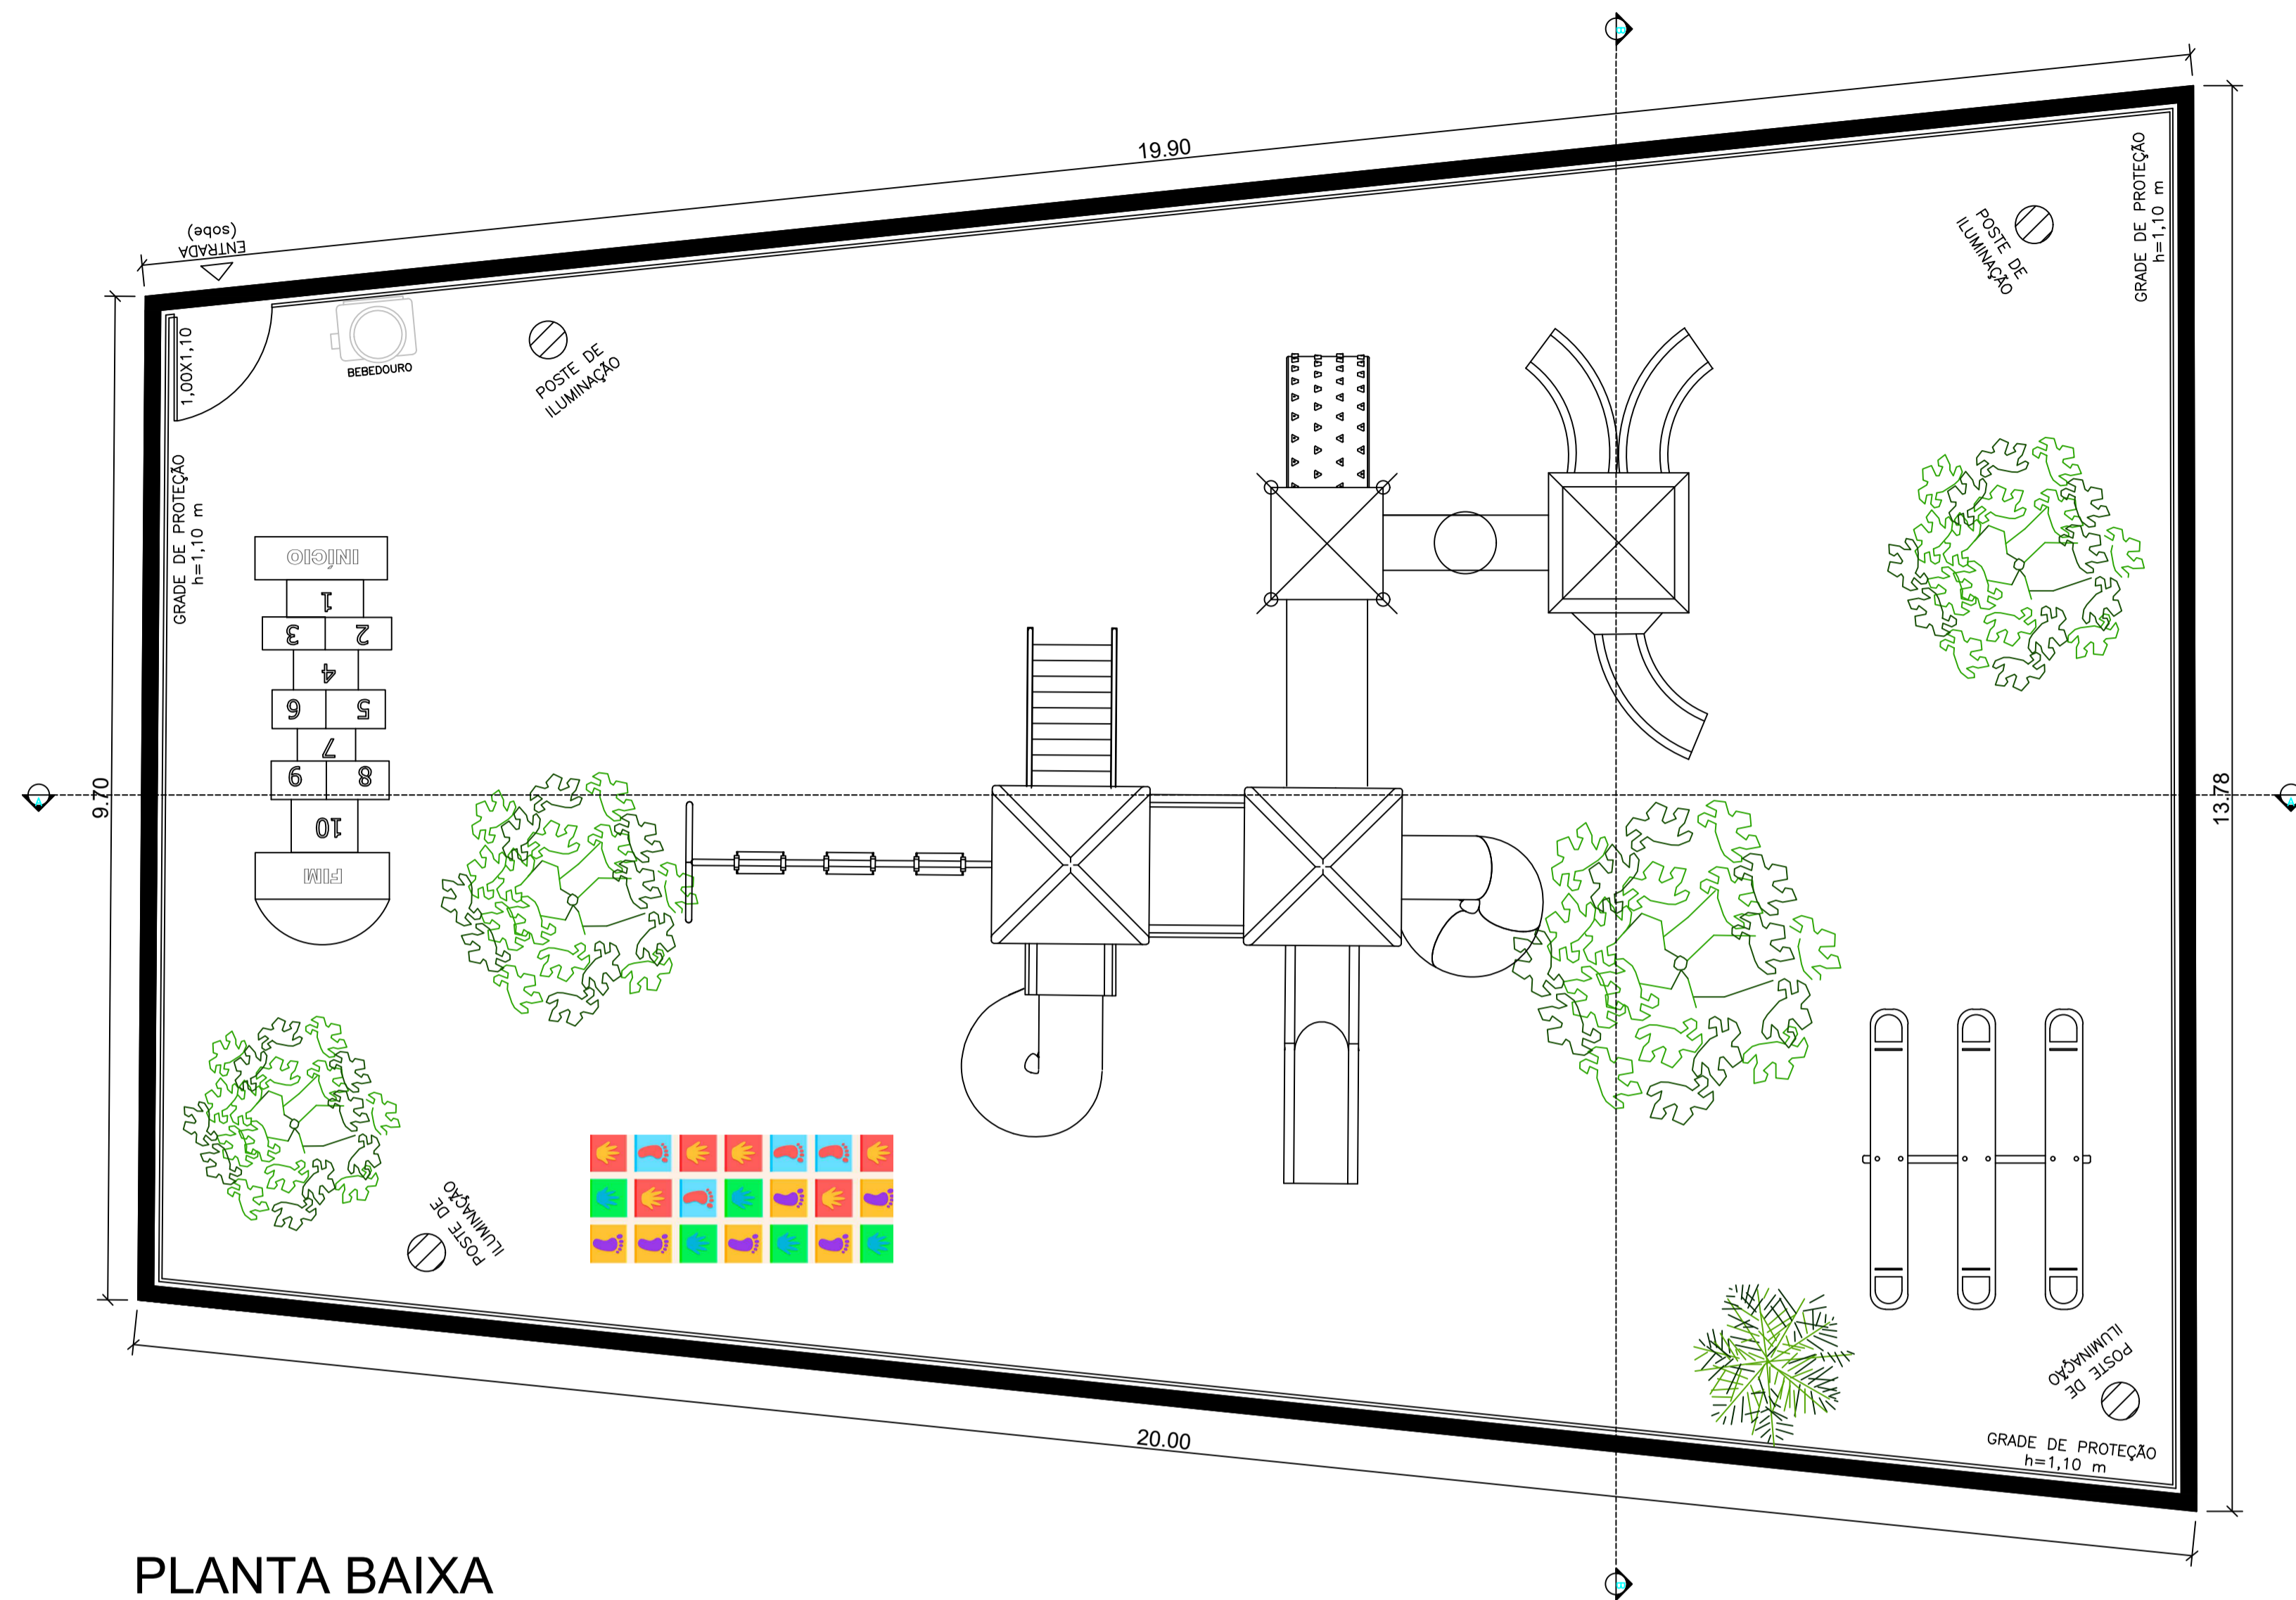 B
19.90
(sobe)
ENTRADA
1,00X1,10
BEBEDOURO
POSTE DE
ILUMINAÇÃO
POSTE DE
ILUMINAÇÃO
GRADE DE PROTEÇÃO
h=1,10 m
GRADE DE PROTEÇÃO
h=1,10 m
INÍCIO
1
3 2
4
6 5
7
9 8
10
FIM
A
9.70
13.78
A
POSTE DE
ILUMINAÇÃO
POSTE DE
ILUMINAÇÃO
GRADE DE PROTEÇÃO
h=1,10 m
20.00
PLANTA BAIXA
B